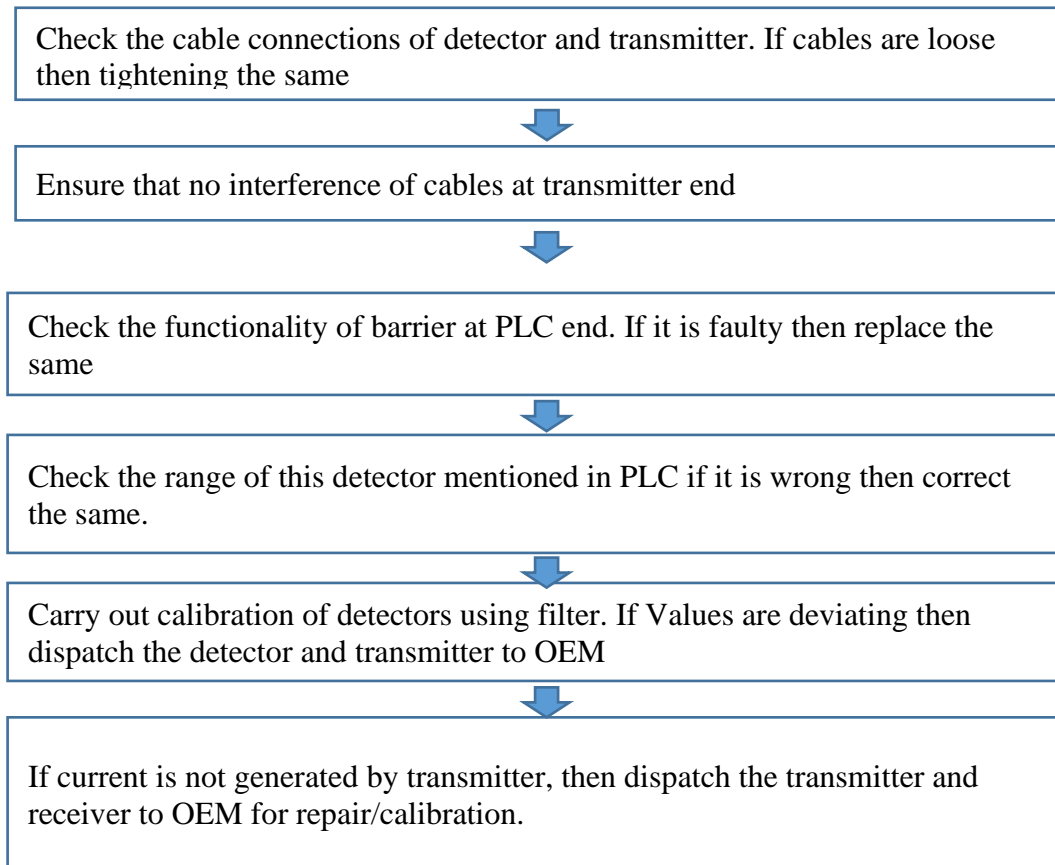 Check the cable connections of detector and transmitter. If cables are loose
then tightening the same
Ensure that no interference of cables at transmitter end
Check the functionality of barrier at PLC end. If it is faulty then replace the
same
Check the range of this detector mentioned in PLC if it is wrong then correct
the same.
Carry out calibration of detectors using filter. If Values are deviating then
dispatch the detector and transmitter to OEM
If current is not generated by transmitter, then dispatch the transmitter and
receiver to OEM for repair/calibration.